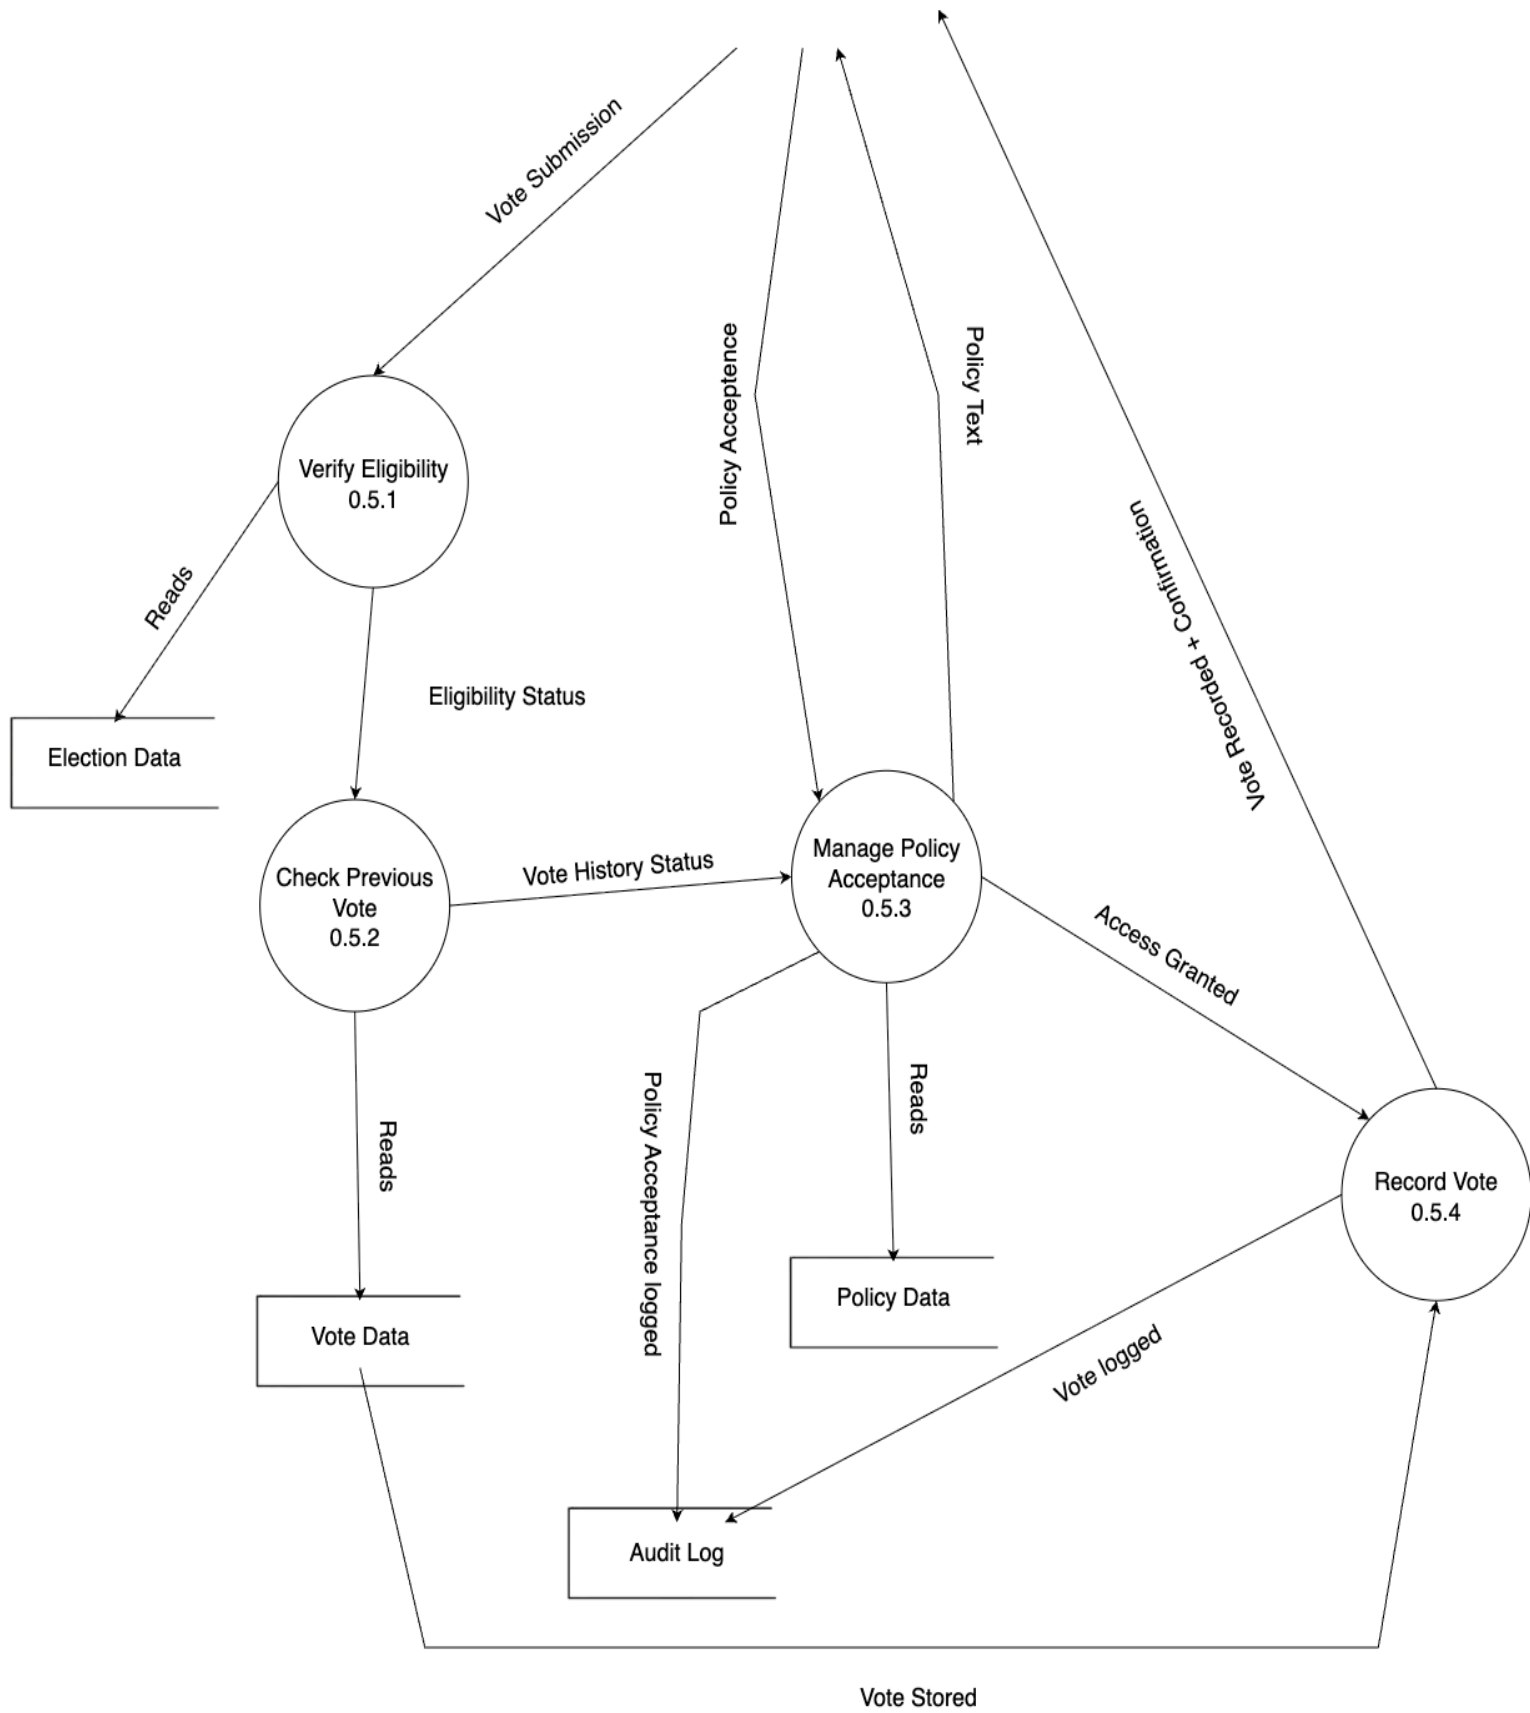 Vote Submission
Policy Acceptence
Policy Text
Verify Eligibility
0.5.1
Vote Recorded + Confirmation
Reads
Eligibility Status
Election Data
Check Previous
Vote
0.5.2
Vote History Status
Manage Policy
Acceptance
0.5.3
Access Granted
Reads
Policy Acceptance logged
Reads
Record Vote
0.5.4
Policy Data
Vote Data
Vote logged
Audit Log
Vote Stored